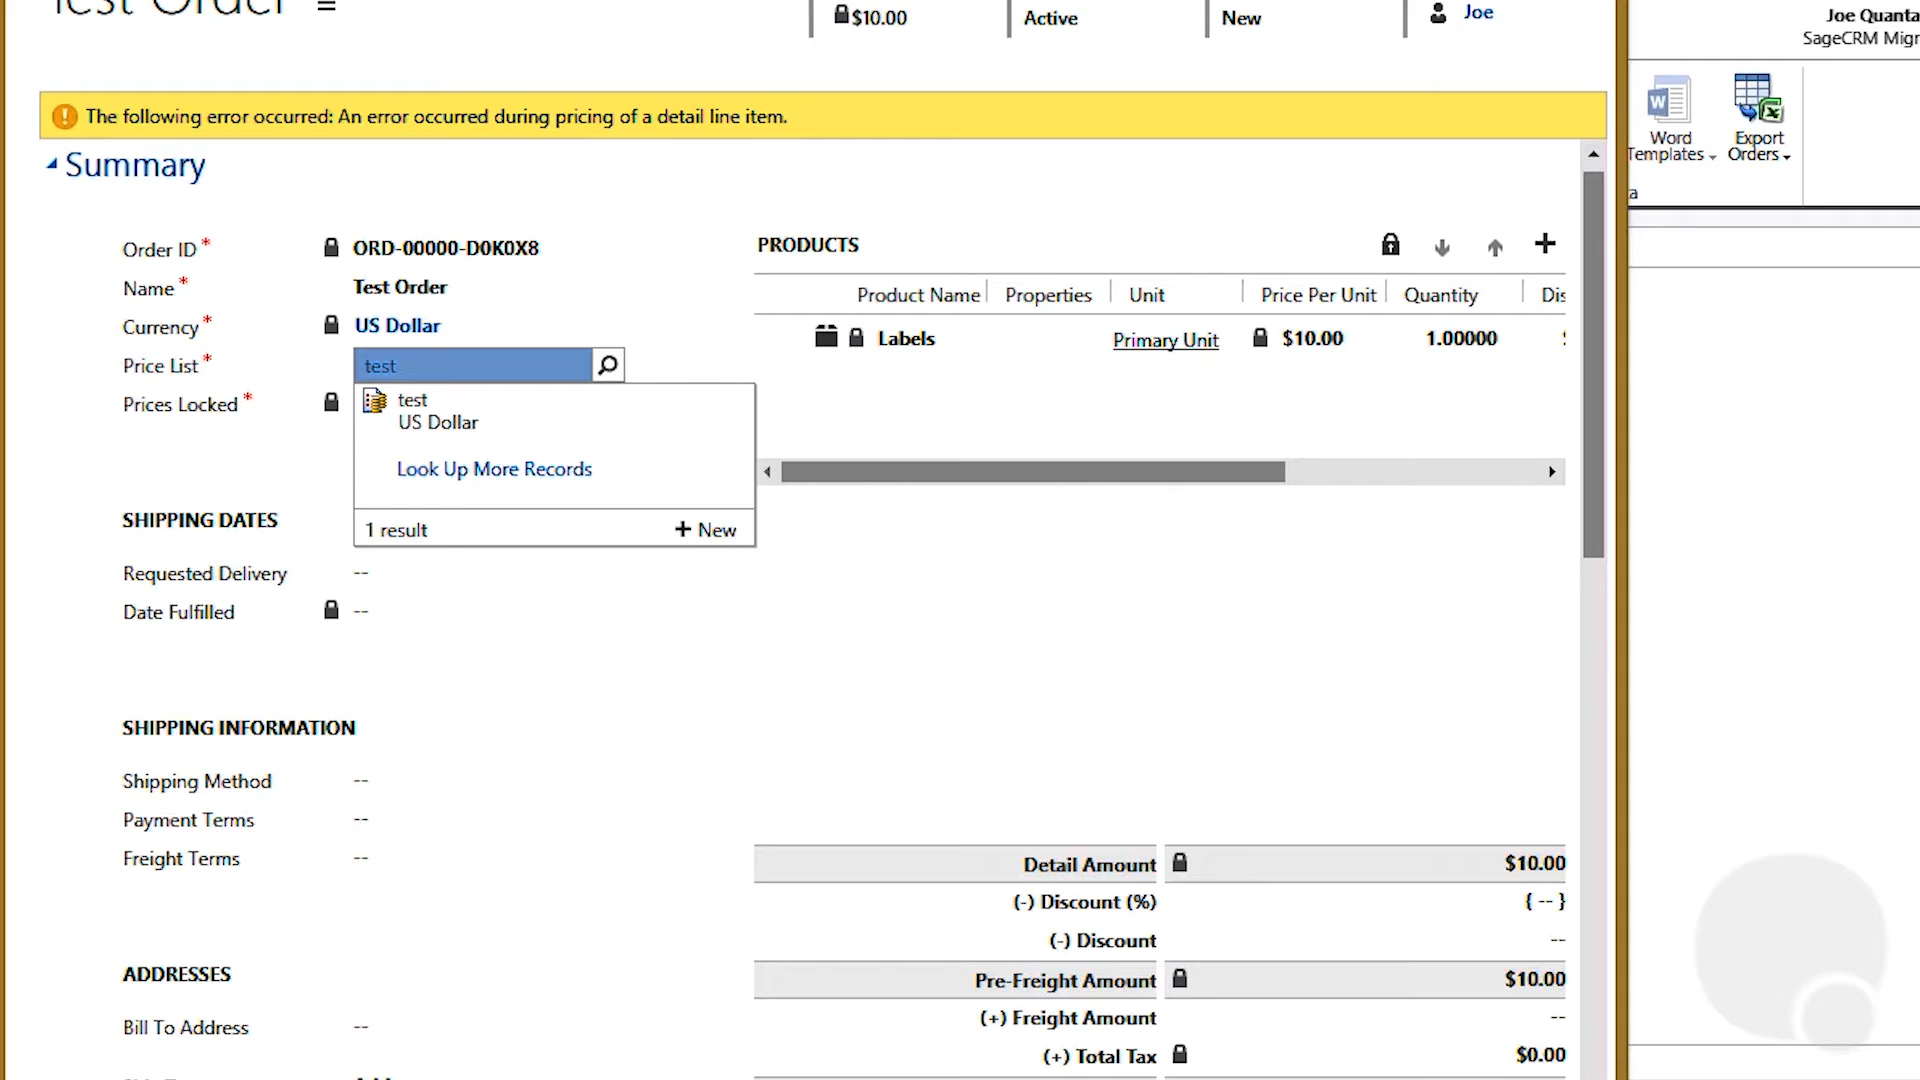 Test Order
$10.00
Active
New
Joe
Joe Quanta
SageCRM Migr
The following error occurred: An error occurred during pricing of a detail line item.
Word Templates
Export Orders
Summary
Order ID * ORD-00000-D0K0X8
Name * Test Order
Currency * US Dollar
Price List * test
Prices Locked *
test
US Dollar
Look Up More Records
1 result
+ New
PRODUCTS
Product Name Properties Unit Price Per Unit Quantity Dis
Labels Primary Unit $10.00 1.00000
SHIPPING DATES
Requested Delivery --
Date Fulfilled --
SHIPPING INFORMATION
Shipping Method --
Payment Terms --
Freight Terms --
Detail Amount $10.00
(-) Discount (%) { -- }
(-) Discount --
Pre-Freight Amount $10.00
(+) Freight Amount --
(+) Total Tax $0.00
ADDRESSES
Bill To Address --